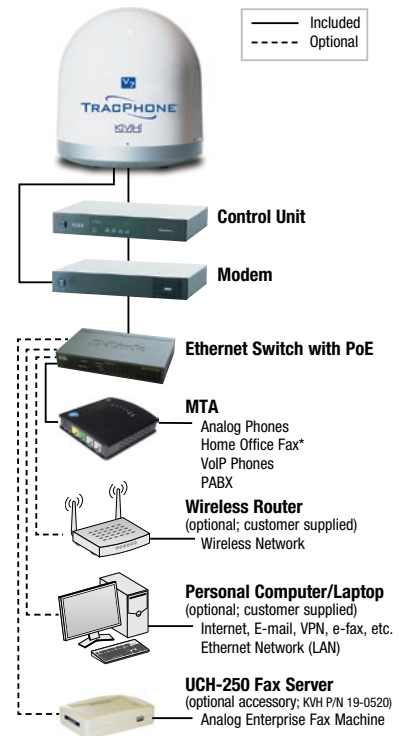 Included
Optional
V7
TRACPHONE
KVH
Control Unit
Modem
Ethernet Switch with PoE
MTA
Analog Phones
Home Office Fax*
VoIP Phones
PABX
Wireless Router
(optional; customer supplied)
Wireless Network
Personal Computer/Laptop
(optional; customer supplied)
Internet, E-mail, VPN, e-fax, etc.
Ethernet Network (LAN)
UCH-250 Fax Server
(optional accessory; KVH P/N 19-0520)
Analog Enterprise Fax Machine